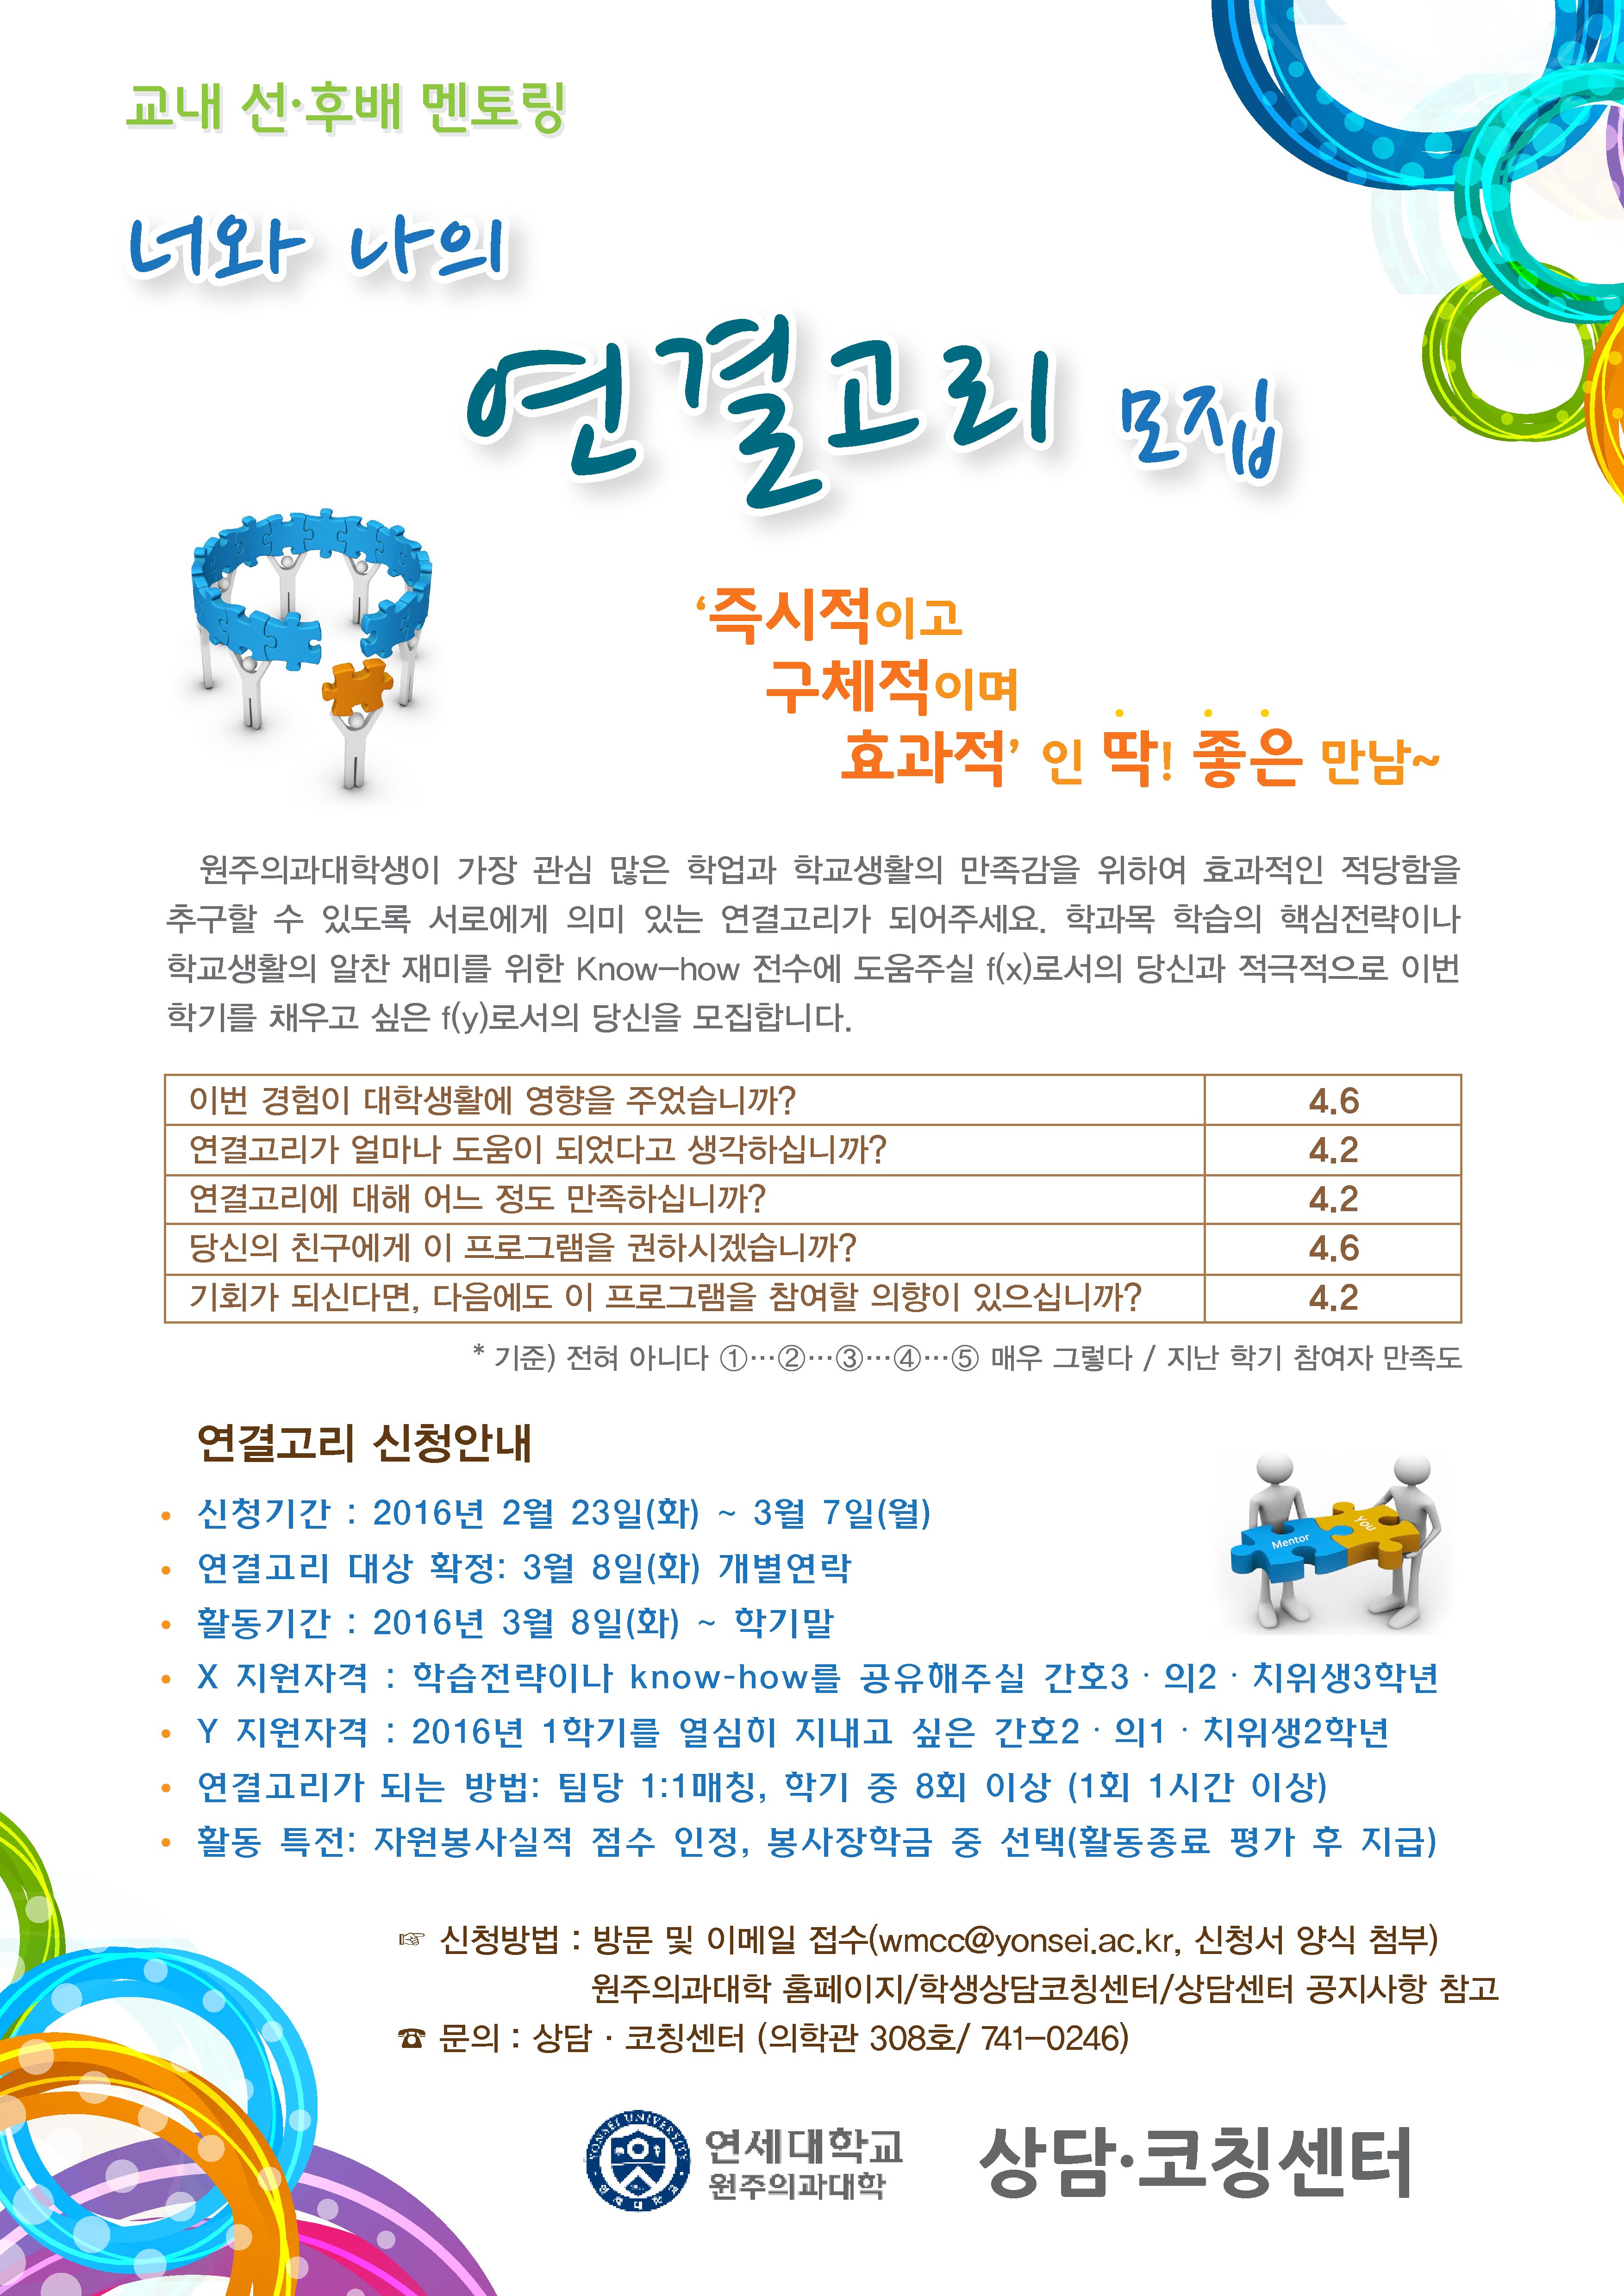 교내 선·후배 멘토링
너와 나의
연결고리 모집
‘즉시적이고
구체적이며
효과적’ 인 딱! 좋은 만남~
원주의과대학생이 가장 관심 많은 학업과 학교생활의 만족감을 위하여 효과적인 적당함을
추구할 수 있도록 서로에게 의미 있는 연결고리가 되어주세요. 학과목 학습의 핵심전략이나
학교생활의 알찬 재미를 위한 Know-how 전수에 도움주실 f(x)로서의 당신과 적극적으로 이번
학기를 채우고 싶은 f(y)로서의 당신을 모집합니다.
이번 경험이 대학생활에 영향을 주었습니까? 4.6
연결고리가 얼마나 도움이 되었다고 생각하십니까? 4.2
연결고리에 대해 어느 정도 만족하십니까? 4.2
당신의 친구에게 이 프로그램을 권하시겠습니까? 4.6
기회가 되신다면, 다음에도 이 프로그램을 참여할 의향이 있으십니까? 4.2
* 기준) 전혀 아니다 ①…②…③…④…⑤ 매우 그렇다 / 지난 학기 참여자 만족도
연결고리 신청안내
• 신청기간 : 2016년 2월 23일(화) ~ 3월 7일(월)
• 연결고리 대상 확정: 3월 8일(화) 개별연락
• 활동기간 : 2016년 3월 8일(화) ~ 학기말
Mentor You
• X 지원자격 : 학습전략이나 know-how를 공유해주실 간호3 · 의2 · 치위생3학년
• Y 지원자격 : 2016년 1학기를 열심히 지내고 싶은 간호2 · 의1 · 치위생2학년
• 연결고리가 되는 방법: 팀당 1:1매칭, 학기 중 8회 이상 (1회 1시간 이상)
• 활동 특전: 자원봉사실적 점수 인정, 봉사장학금 중 선택(활동종료 평가 후 지급)
☞ 신청방법 : 방문 및 이메일 접수(wmcc@yonsei.ac.kr, 신청서 양식 첨부)
원주의과대학 홈페이지/학생상담코칭센터/상담센터 공지사항 참고
☎ 문의 : 상담 · 코칭센터 (의학관 308호/ 741-0246)
YONSEI UNIVERSITY
연세대학교
연세대학교
원주의과대학
상담·코칭센터